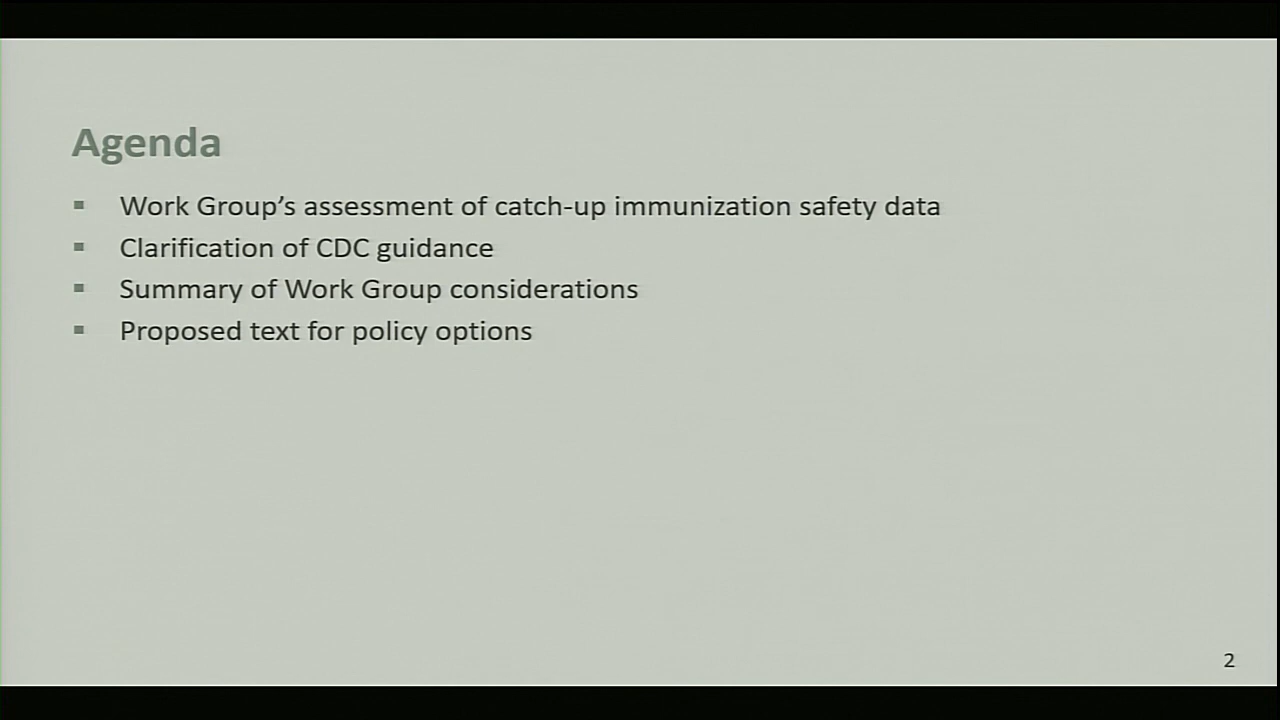 Agenda
▪ Work Group’s assessment of catch-up immunization safety data
▪ Clarification of CDC guidance
▪ Summary of Work Group considerations
▪ Proposed text for policy options
2